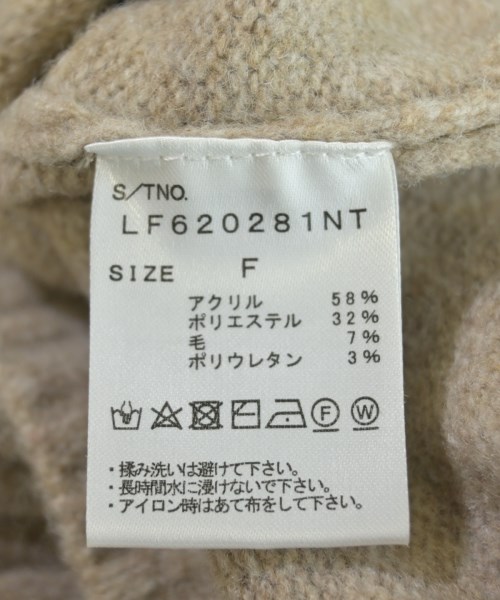 S/TNO.
LF620281NT
SIZE F
アクリル 58%
ポリエステル 32%
毛 7%
ポリウレタン 3%
F W
・揉み洗いは避けて下さい。
・長時間水に浸けないで下さい。
・アイロン時はあて布をして下さい。